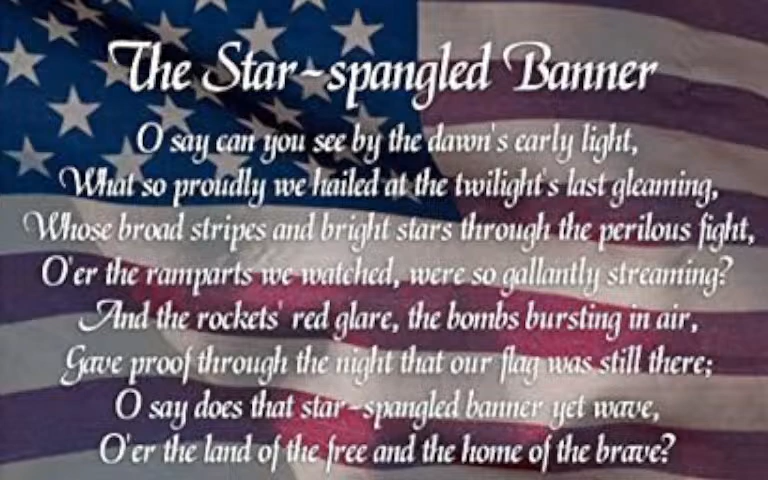 The Star-spangled Banner
O say can you see by the dawn's early light,
What so proudly we hailed at the twilight's last gleaming,
Whose broad stripes and bright stars through the perilous fight,
O'er the ramparts we watched, were so gallantly streaming?
And the rockets' red glare, the bombs bursting in air,
Gave proof through the night that our flag was still there;
O say does that star-spangled banner yet wave,
O'er the land of the free and the home of the brave?